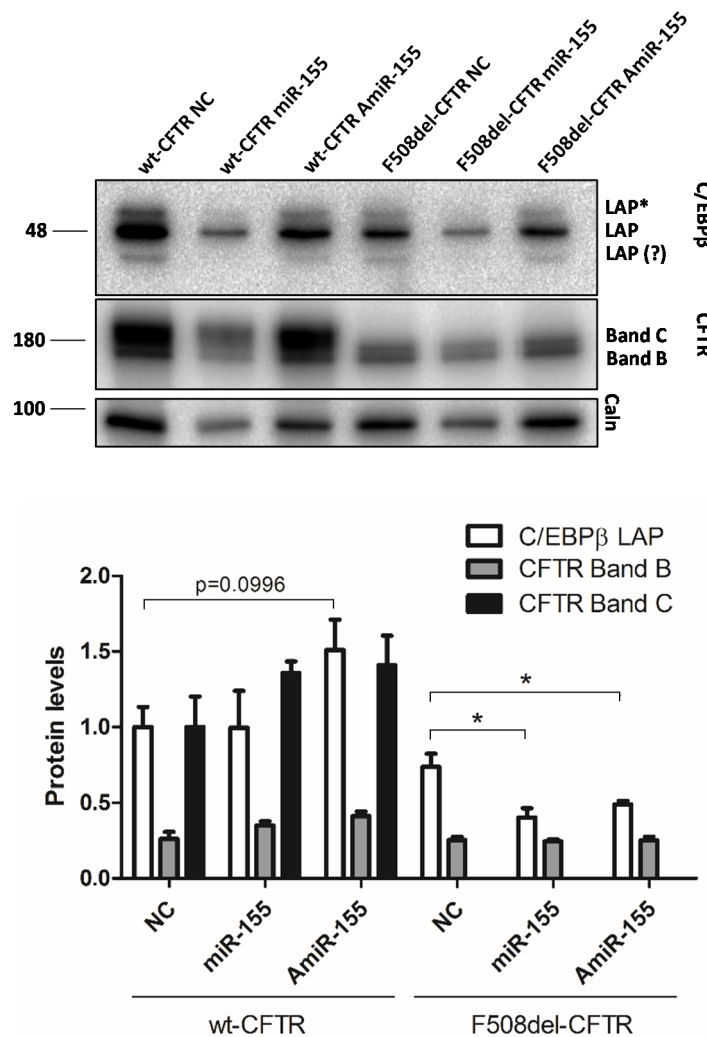 wt-CFTR NC
wt-CFTR miR-155
wt-CFTR AmiR-155
F508del-CFTR NC
F508del-CFTR miR-155
F508del-CFTR AmiR-155
48
LAP*
LAP
LAP (?)
C/EBPβ
180
Band C
Band B
CFTR
100
Caln
C/EBPβ LAP
CFTR Band B
CFTR Band C
Protein levels
2.0
1.5
1.0
0.5
0.0
p=0.0996
*
*
NC
miR-155
AmiR-155
NC
miR-155
AmiR-155
wt-CFTR
F508del-CFTR